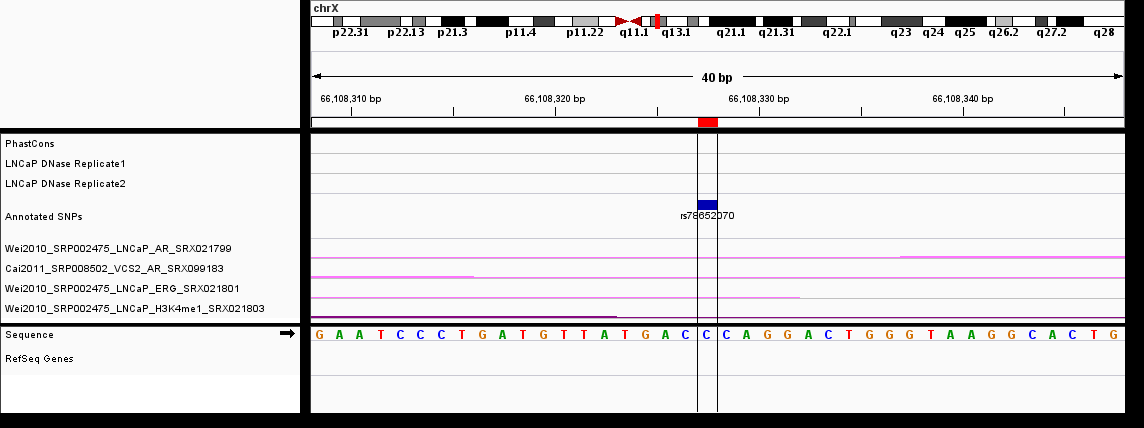 chrX
p22.31 p22.13 p21.3 p11.4 p11.22 q11.1 q13.1 q21.1 q21.31 q22.1 q23 q24 q25 q26.2 q27.2 q28
40 bp
66,108,310 bp 66,108,320 bp 66,108,330 bp 66,108,340 bp
PhastCons
LNCaP DNase Replicate1
LNCaP DNase Replicate2
Annotated SNPs
rs78652070
Wei2010_SRP002475_LNCaP_AR_SRX021799
Cai2011_SRP008502_VCS2_AR_SRX099183
Wei2010_SRP002475_LNCaP_ERG_SRX021801
Wei2010_SRP002475_LNCaP_H3K4me1_SRX021803
Sequence
G A A T C C C T G A T G T T A T G A C C C A G G A C T G G G T A A G G C A C T G
RefSeq Genes